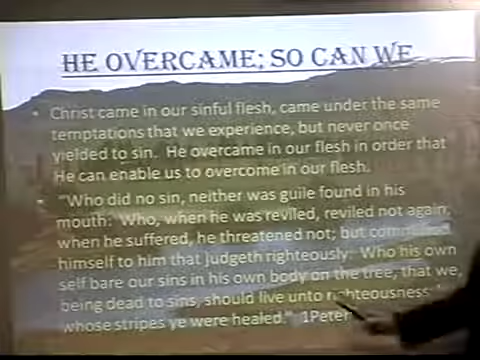 HE OVERCAME; SO CAN WE
• Christ came in our sinful flesh, came under the same
temptations that we experience, but never once
yielded to sin. He overcame in our flesh in order that
He can enable us to overcome in our flesh.
• "Who did no sin, neither was guile found in his
mouth: Who, when he was reviled, reviled not again;
when he suffered, he threatened not; but committed
himself to him that judgeth righteously: Who his own
self bare our sins in his own body on the tree, that we,
being dead to sins, should live unto righteousness:
whose stripes ye were healed." 1Peter